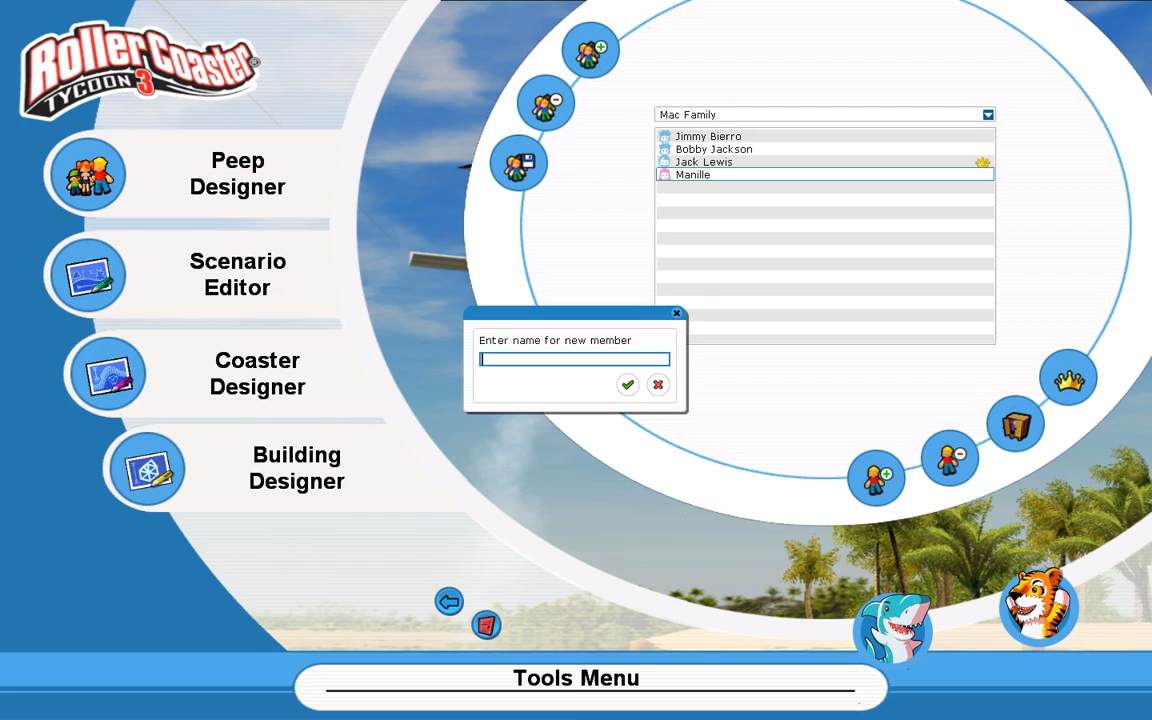 RollerCoaster®
TYCOON 3
Peep
Designer
Scenario
Editor
Coaster
Designer
Building
Designer
Mac Family
Jimmy Bierro
Bobby Jackson
Jack Lewis
Manille
Enter name for new member
Tools Menu